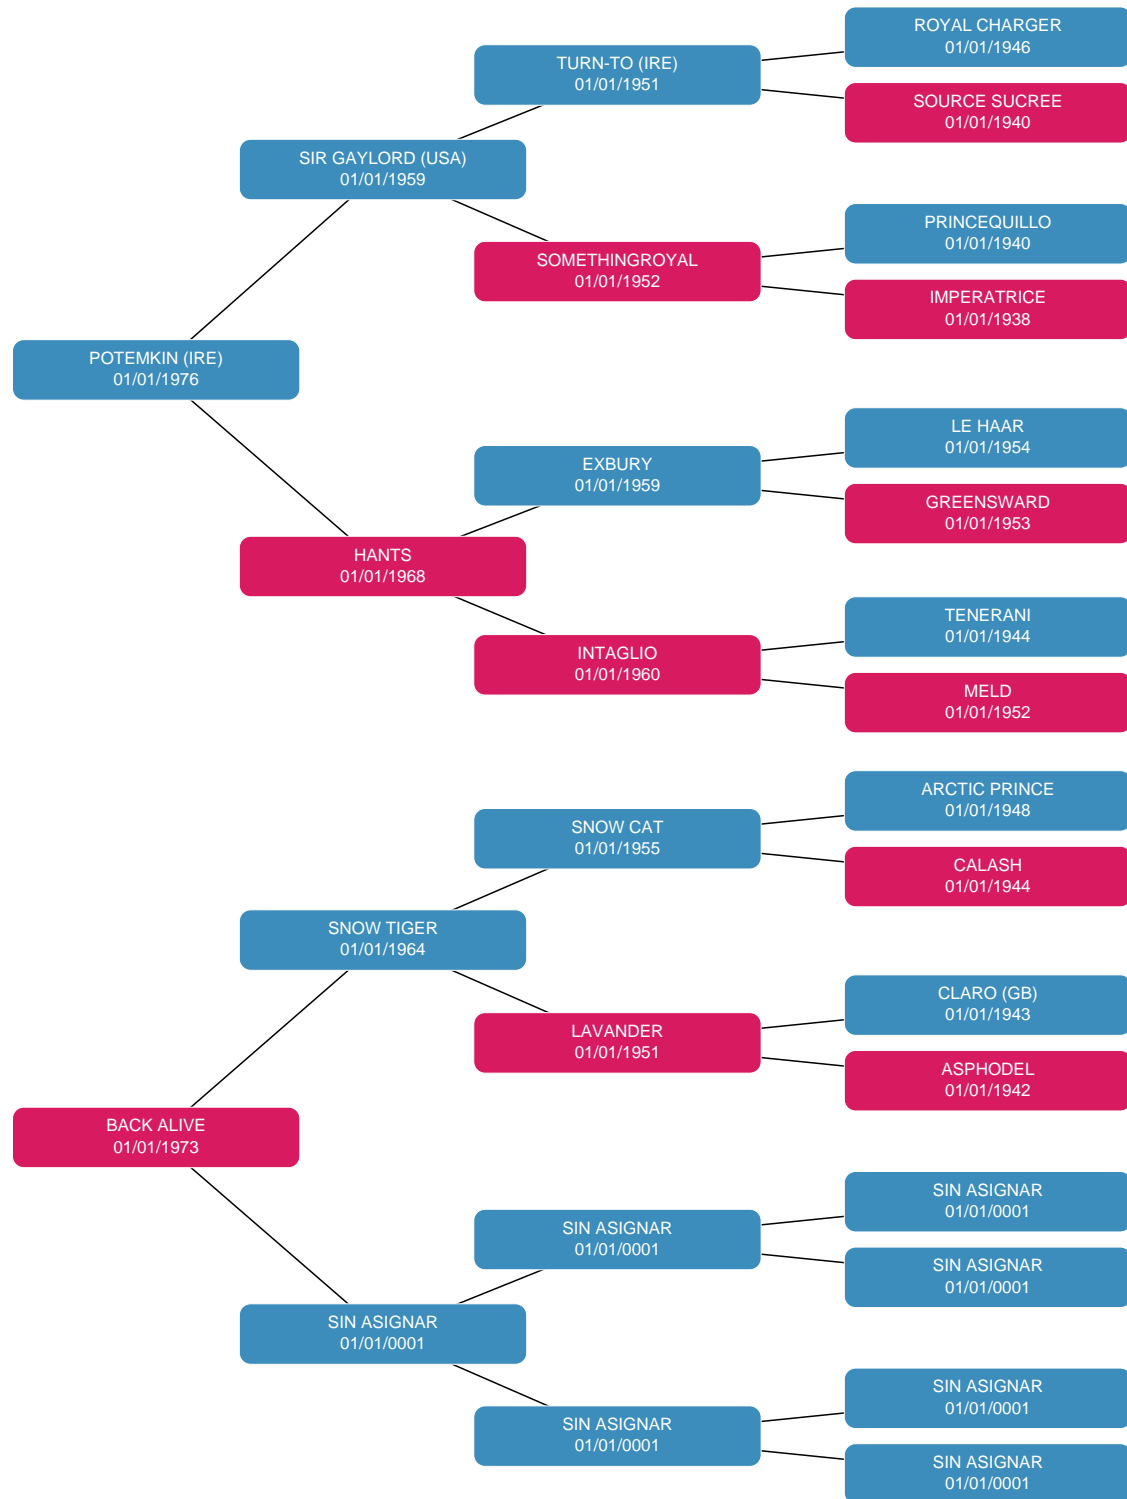 ROYAL CHARGER
01/01/1946
TURN-TO (IRE)
01/01/1951
SOURCE SUCREE
01/01/1940
SIR GAYLORD (USA)
01/01/1959
PRINCEQUILLO
01/01/1940
SOMETHINGROYAL
01/01/1952
IMPERATRICE
01/01/1938
POTEMKIN (IRE)
01/01/1976
LE HAAR
01/01/1954
EXBURY
01/01/1959
GREENSWARD
01/01/1953
HANTS
01/01/1968
TENERANI
01/01/1944
INTAGLIO
01/01/1960
MELD
01/01/1952
ARCTIC PRINCE
01/01/1948
SNOW CAT
01/01/1955
CALASH
01/01/1944
SNOW TIGER
01/01/1964
CLARO (GB)
01/01/1943
LAVANDER
01/01/1951
ASPHODEL
01/01/1942
BACK ALIVE
01/01/1973
SIN ASIGNAR
01/01/0001
SIN ASIGNAR
01/01/0001
SIN ASIGNAR
01/01/0001
SIN ASIGNAR
01/01/0001
SIN ASIGNAR
01/01/0001
SIN ASIGNAR
01/01/0001
SIN ASIGNAR
01/01/0001